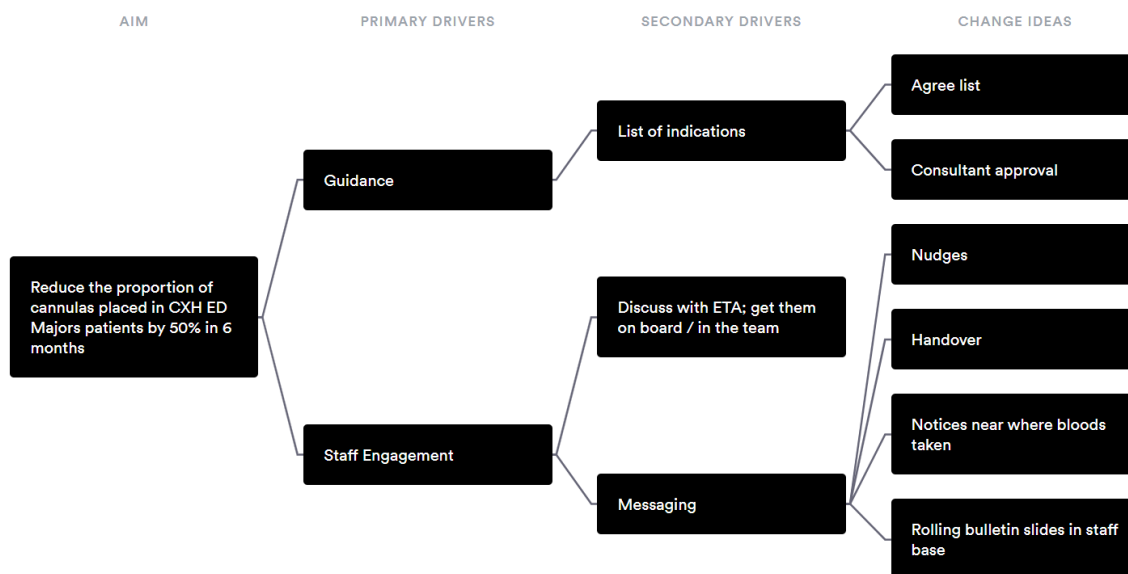 AIM
PRIMARY DRIVERS
SECONDARY DRIVERS
CHANGE IDEAS
Reduce the proportion of
cannulas placed in CXH ED
Majors patients by 50% in 6
months
Guidance
Staff Engagement
List of indications
Discuss with ETA; get them
on board / in the team
Messaging
Agree list
Consultant approval
Nudges
Handover
Notices near where bloods
taken
Rolling bulletin slides in staff
base